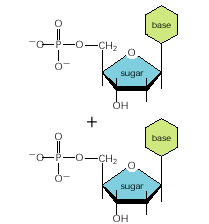 O
base
⁻O P O CH₂ O
O⁻
sugar
OH
+
O
base
⁻O P O CH₂ O
O⁻
sugar
OH